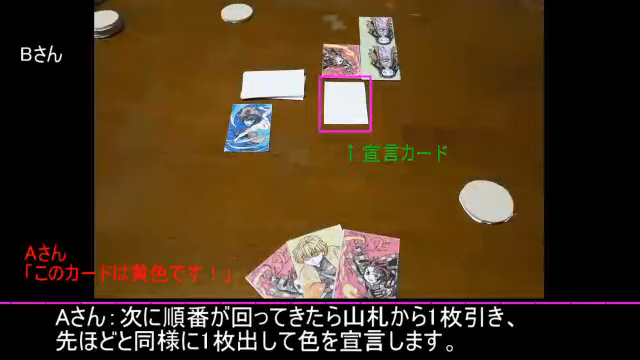 Bさん
↑宣言カード
Aさん
「このカードは黄色です！」
Aさん：次に順番が回ってきたら山札から1枚引き、
先ほどと同様に1枚出して色を宣言します。